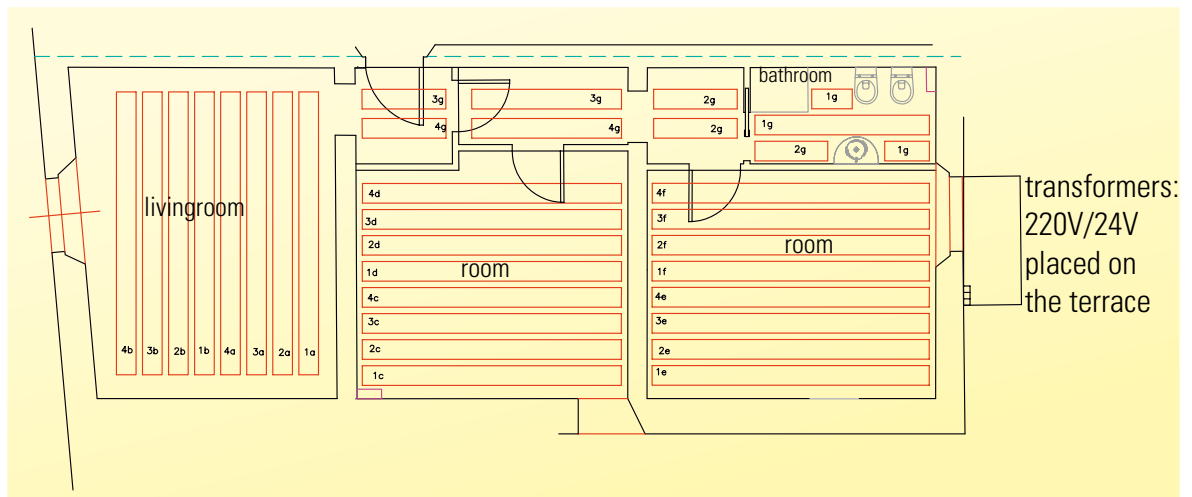 bathroom
3g
3g
2g
1g
4g
4g
2g
1g
2g
1g
livingroom
4b
3b
2b
1b
4a
3a
2a
1a
4d
3d
2d
1d
room
4c
3c
2c
1c
4f
3f
2f
room
1f
4e
3e
2e
1e
transformers:
220V/24V
placed on
the terrace